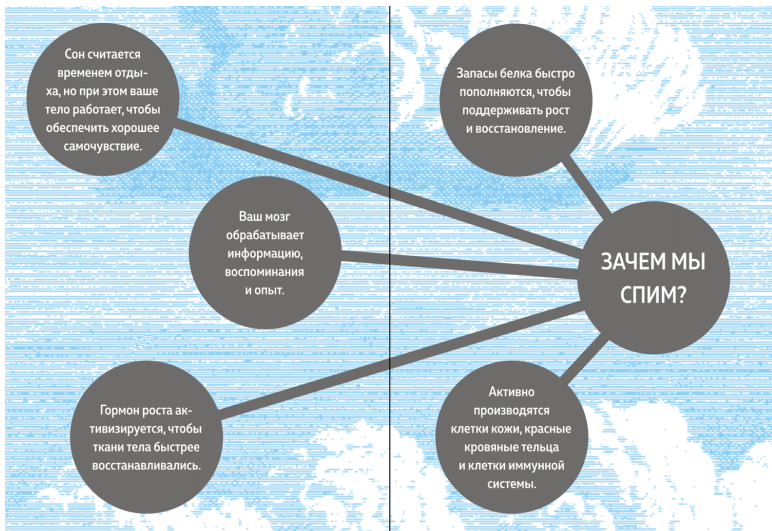 Сон считается
временем отды-
ха, но при этом ваше
тело работает, чтобы
обеспечить хорошее
самочувствие.
Запасы белка быстро
пополняются, чтобы
поддерживать рост
и восстановление.
Ваш мозг
обрабатывает
информацию,
воспоминания
и опыт.
ЗАЧЕМ МЫ
СПИМ?
Гормон роста ак-
тивизируется, чтобы
ткани тела быстрее
восстанавливались.
Активно
производятся
клетки кожи, красные
кровяные тельца
и клетки иммунной
системы.